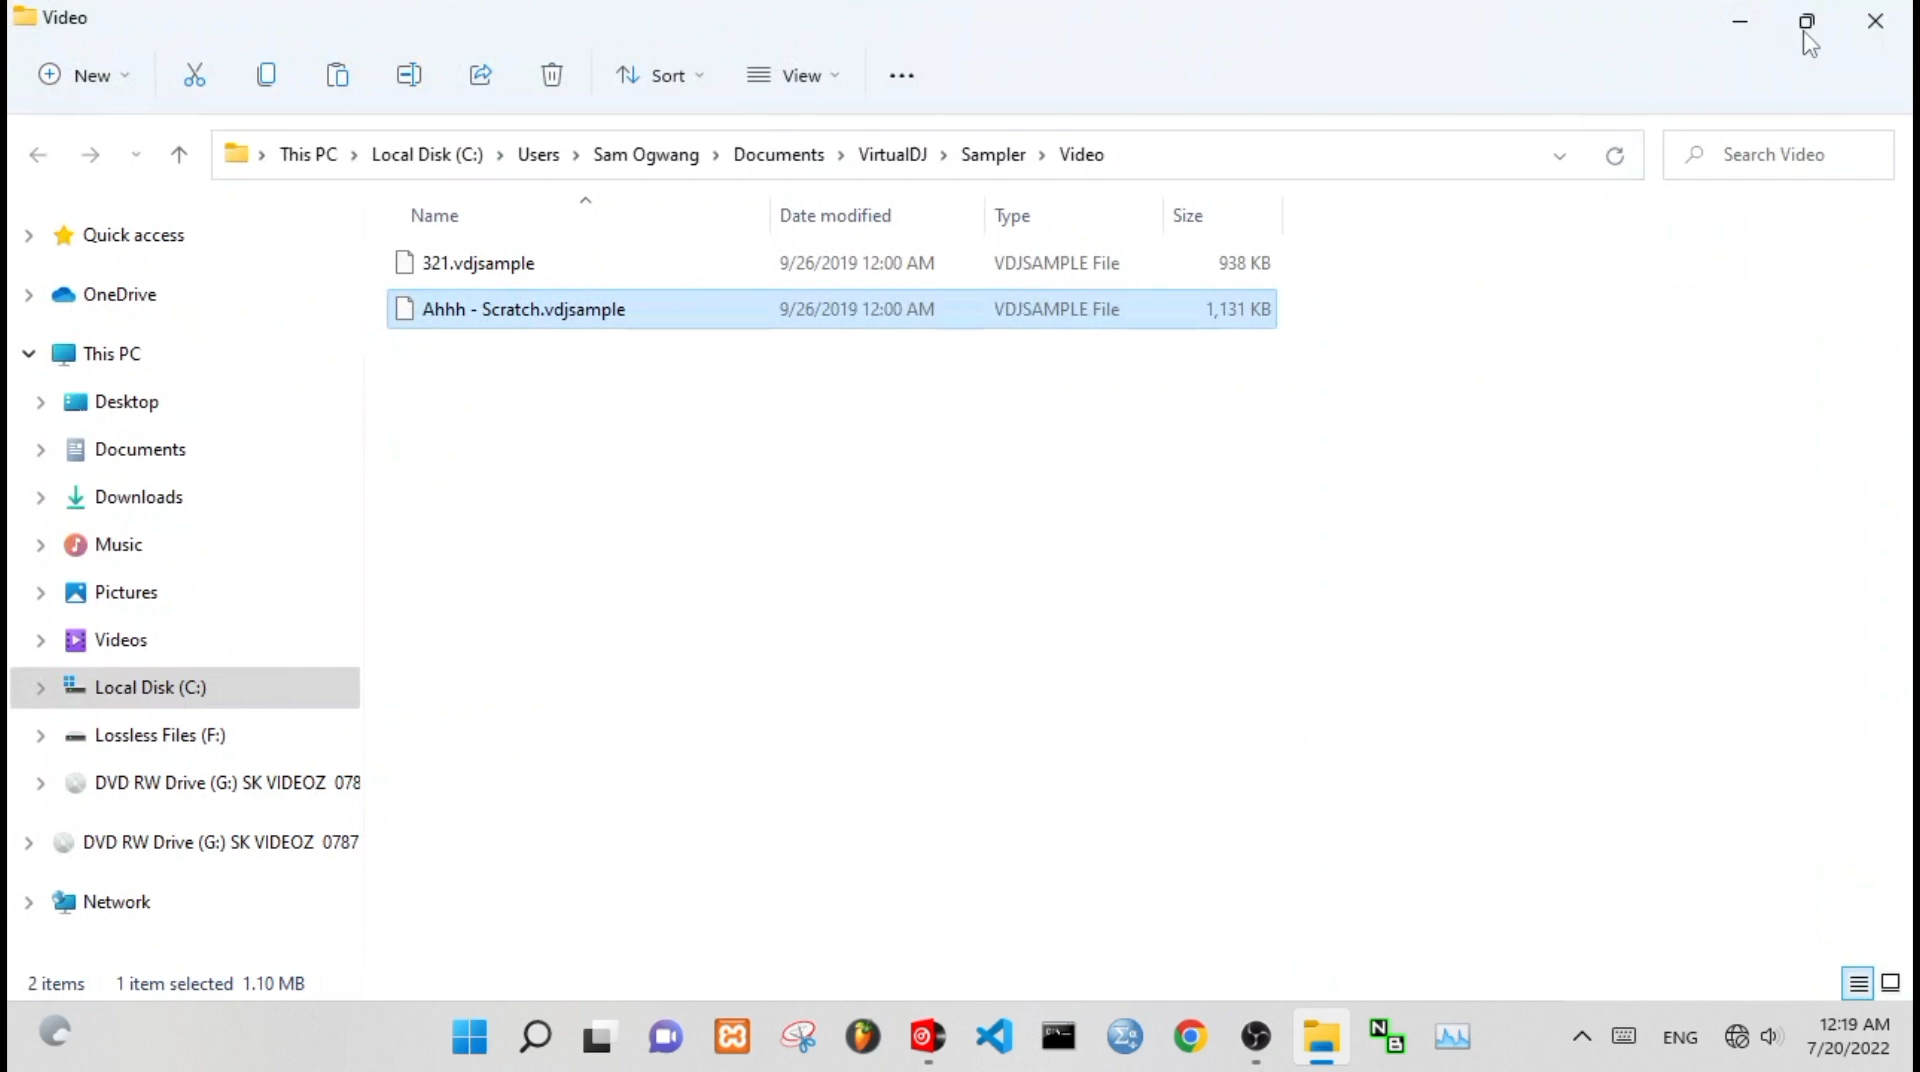 Video
New
Sort
View
This PC
Local Disk (C:)
Users
Sam Ogwang
Documents
VirtualDJ
Sampler
Video
Search Video
Name
Date modified
Type
Size
321.vdjsample
9/26/2019 12:00 AM
VDJSAMPLE File
938 KB
Ahhh - Scratch.vdjsample
9/26/2019 12:00 AM
VDJSAMPLE File
1,131 KB
Quick access
OneDrive
This PC
Desktop
Documents
Downloads
Music
Pictures
Videos
Local Disk (C:)
Lossless Files (F:)
DVD RW Drive (G:) SK VIDEOZ 078
DVD RW Drive (G:) SK VIDEOZ 0787
Network
2 items
1 item selected 1.10 MB
ENG
12:19 AM
7/20/2022